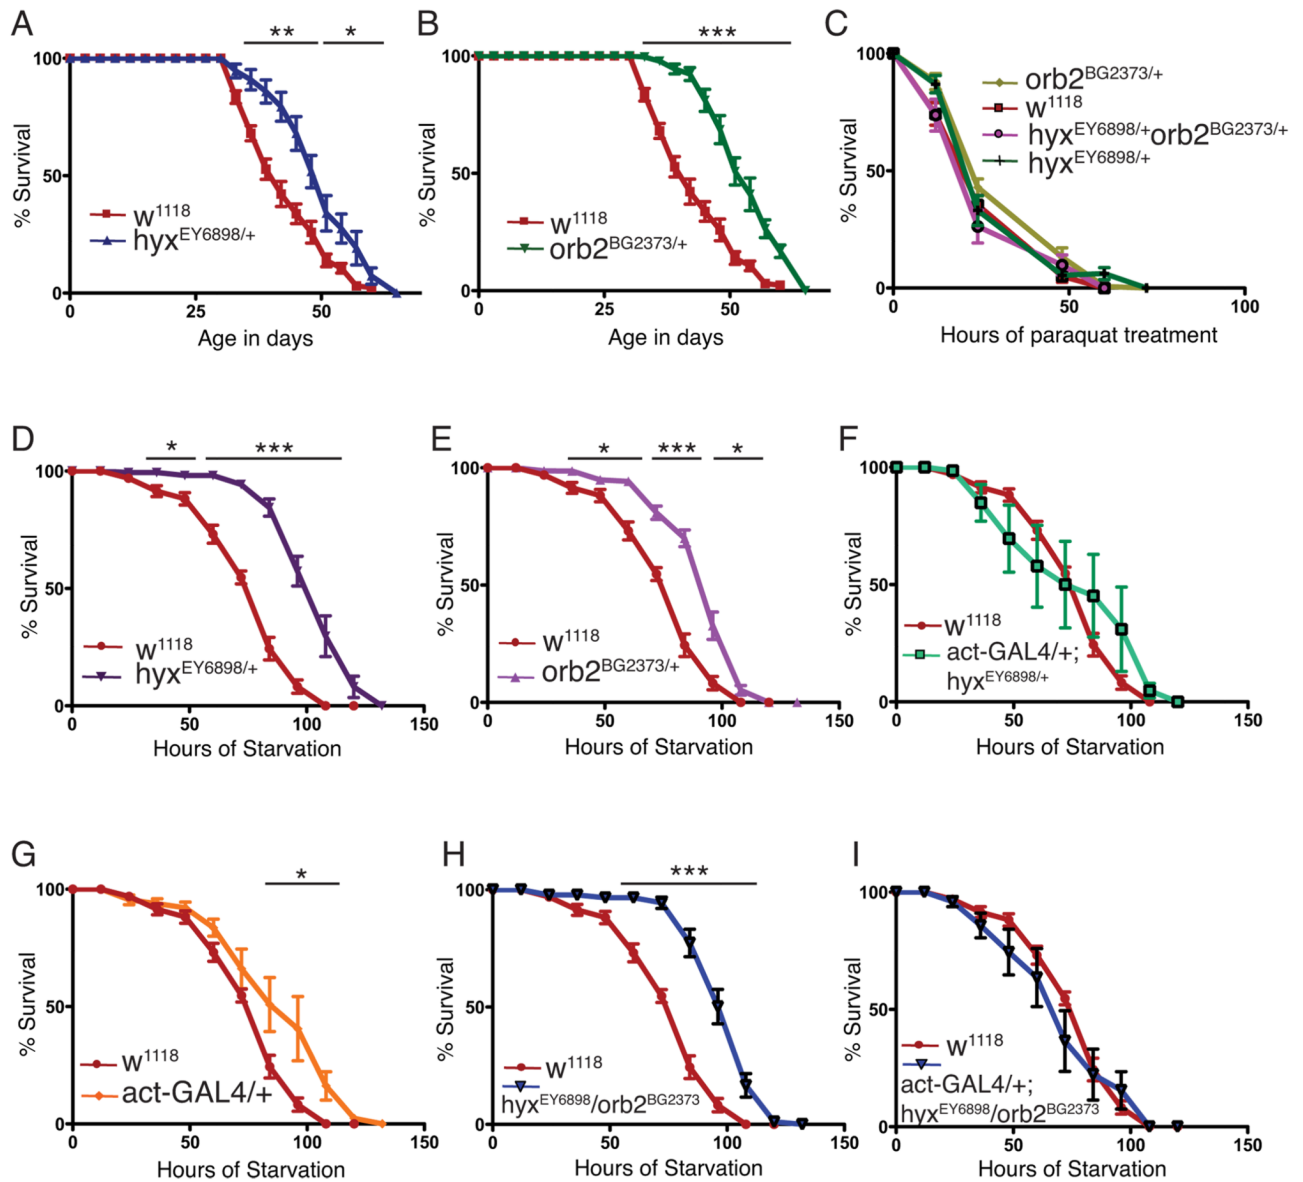 A
** *
100
50
0
% Survival
w1118
hyxEY6898/+
0 25 50
Age in days
B
***
100
50
0
% Survival
w1118
orb2BG2373/+
0 25 50
Age in days
C
100
50
0
% Survival
orb2BG2373/+
w1118
hyxEY6898/+orb2BG2373/+
hyxEY6898/+
0 50 100
Hours of paraquat treatment
D
* ***
100
50
0
% Survival
w1118
hyxEY6898/+
0 50 100 150
Hours of Starvation
E
* *** *
100
50
0
% Survival
w1118
orb2BG2373/+
0 50 100 150
Hours of Starvation
F
100
50
0
% Survival
w1118
act-GAL4/+;
hyxEY6898/+
0 50 100 150
Hours of Starvation
G
*
100
50
0
% Survival
w1118
act-GAL4/+
0 50 100 150
Hours of Starvation
H
***
100
50
0
% Survival
w1118
hyxEY6898/orb2BG2373
0 50 100 150
Hours of Starvation
I
100
50
0
% Survival
w1118
act-GAL4/+;
hyxEY6898/orb2BG2373
0 50 100 150
Hours of Starvation